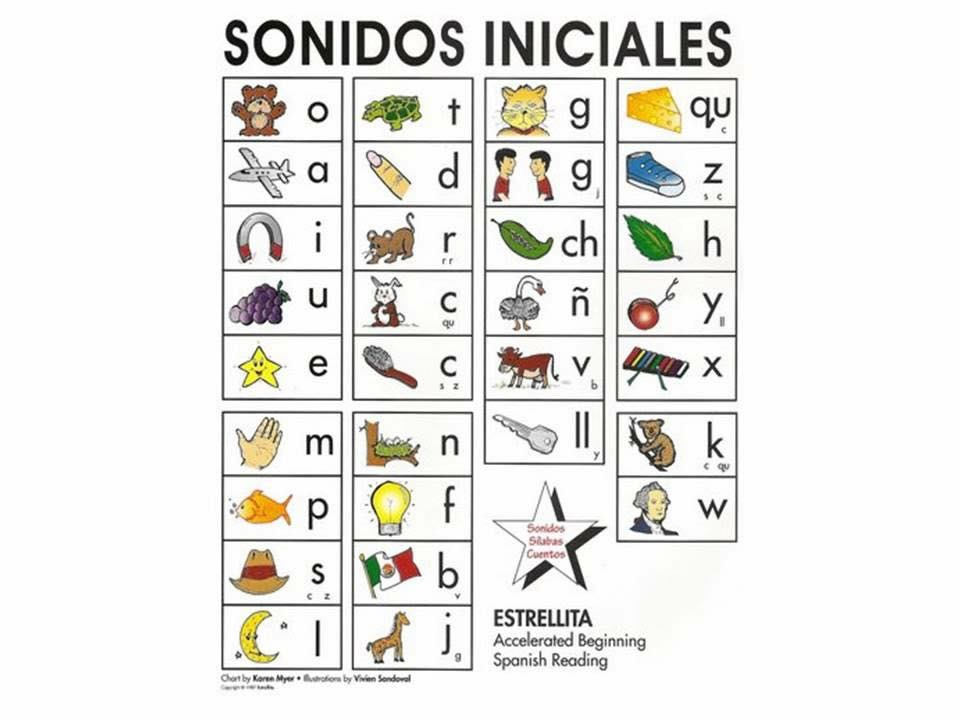 SONIDOS INICIALES
o
a
i
u
e
m
p
s
c z
l
t
d
r
r r
c
qu
c
s z
n
f
b
v
j
g
g
g
j
ch
ñ
v
b
ll
y
qu
c
z
s c
h
y
ll
x
k
c qu
w
Sonidos
Sílabas
Cuentos
ESTRELLITA
Accelerated Beginning
Spanish Reading
Chart by Karen Myer • Illustrations by Vivien Sandoval
Copyright ©